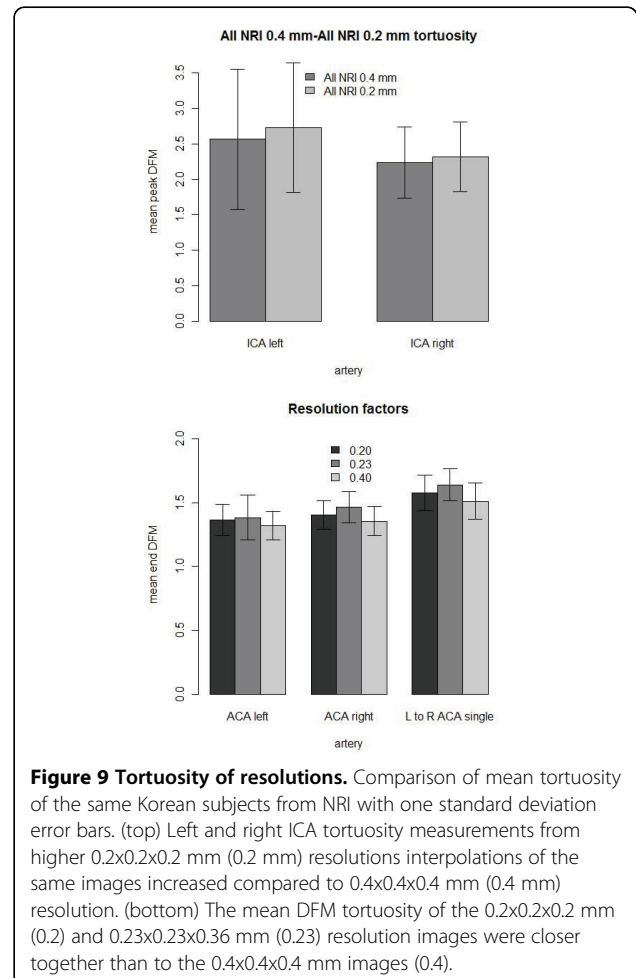 All NRI 0.4 mm-All NRI 0.2 mm tortuosity
All NRI 0.4 mm
All NRI 0.2 mm
mean peak DFM
3.5
3.0
2.5
2.0
1.5
1.0
0.5
0.0
ICA left
ICA right
artery
Resolution factors
0.20
0.23
0.40
mean end DFM
2.0
1.5
1.0
0.5
0.0
ACA left
ACA right
L to R ACA single
artery
Figure 9 Tortuosity of resolutions. Comparison of mean tortuosity
of the same Korean subjects from NRI with one standard deviation
error bars. (top) Left and right ICA tortuosity measurements from
higher 0.2x0.2x0.2 mm (0.2 mm) resolutions interpolations of the
same images increased compared to 0.4x0.4x0.4 mm (0.4 mm)
resolution. (bottom) The mean DFM tortuosity of the 0.2x0.2x0.2 mm
(0.2) and 0.23x0.23x0.36 mm (0.23) resolution images were closer
together than to the 0.4x0.4x0.4 mm images (0.4).